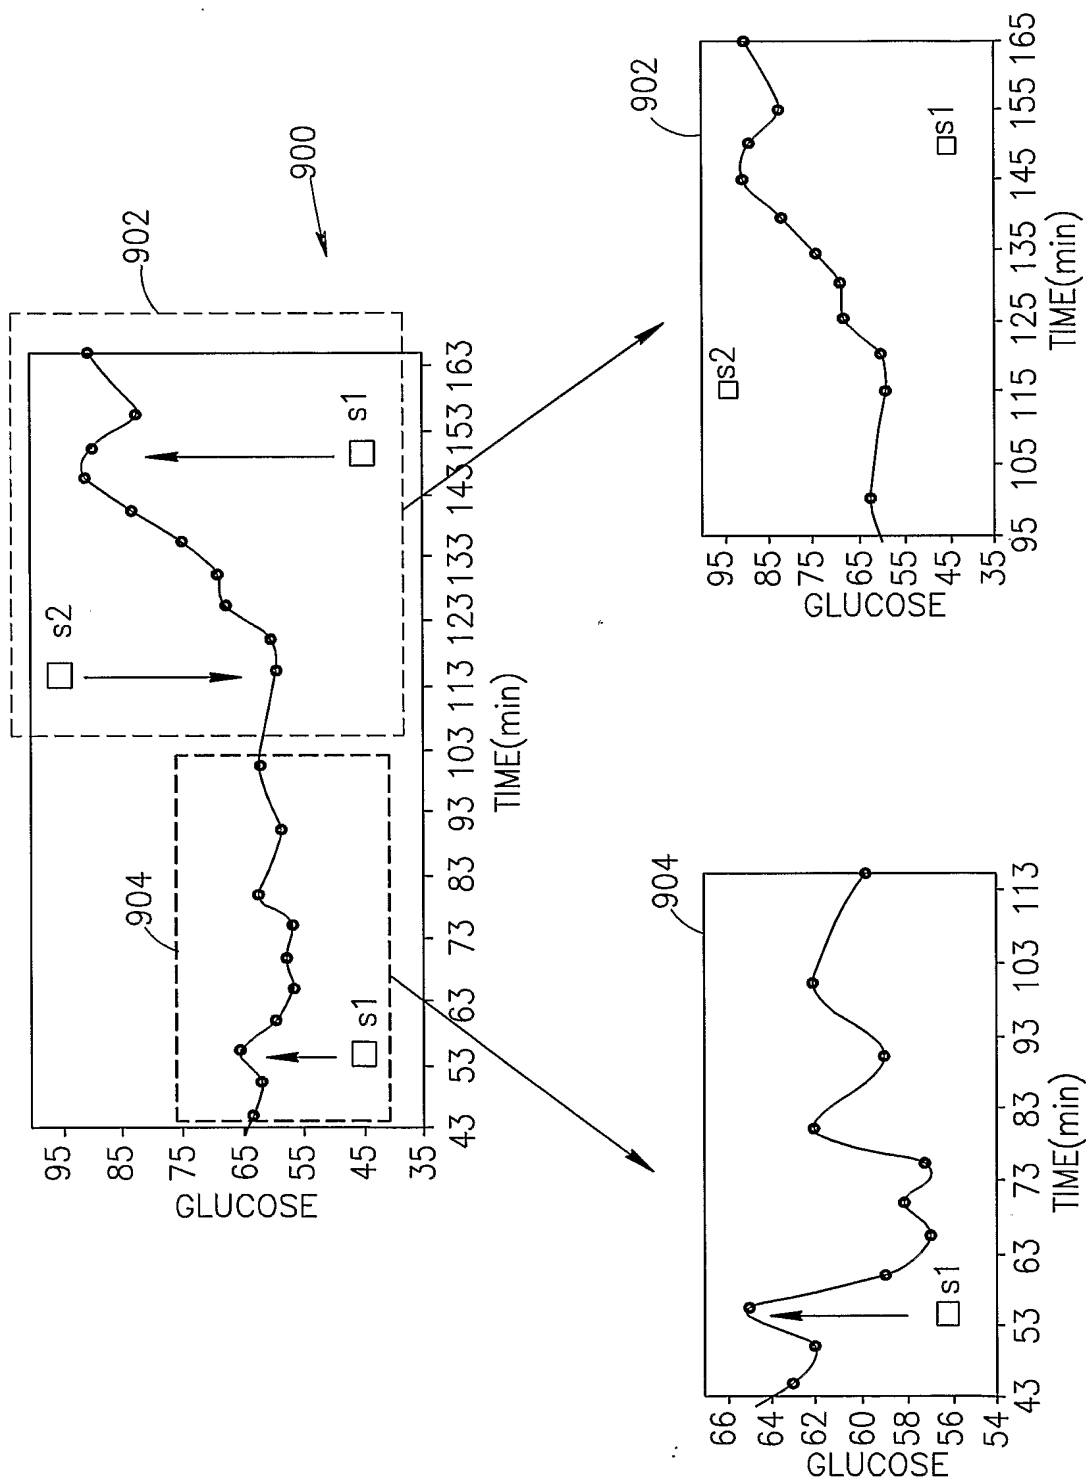 900
902
904
s2
s1
s1
95
85
75
65
55
45
35
GLUCOSE
43 53 63 73 83 93 103 113 123 133 143 153 163
TIME(min)
904
66
64
62
60
58
56
54
GLUCOSE
s1
43 53 63 73 83 93 103 113
TIME(min)
902
95
85
75
65
55
45
35
GLUCOSE
s2
s1
95 105 115 125 135 145 155 165
TIME(min)